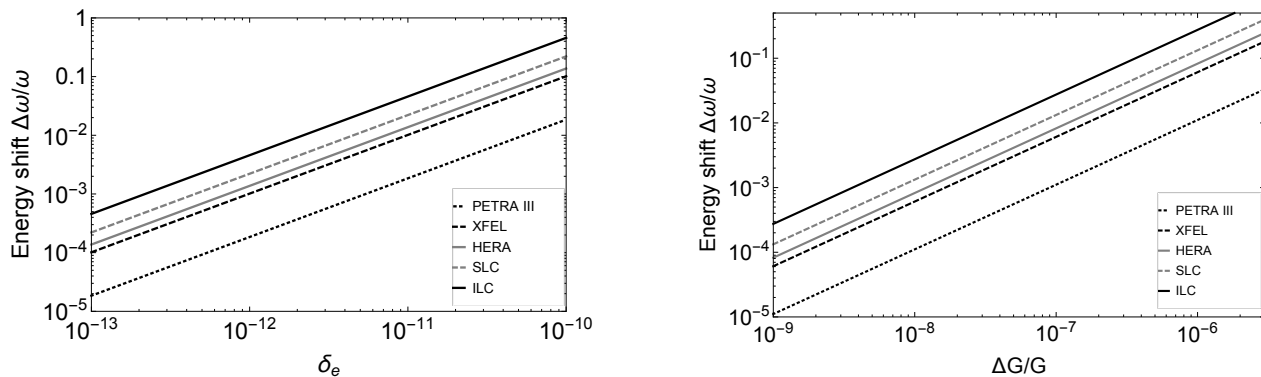 Energy shift Δω/ω
1
0.1
10^-2
10^-3
10^-4
10^-5
10^-13
10^-12
10^-11
10^-10
δ_e
PETRA III
XFEL
HERA
SLC
ILC
Energy shift Δω/ω
10^-1
10^-2
10^-3
10^-4
10^-5
10^-9
10^-8
10^-7
10^-6
ΔG/G
PETRA III
XFEL
HERA
SLC
ILC